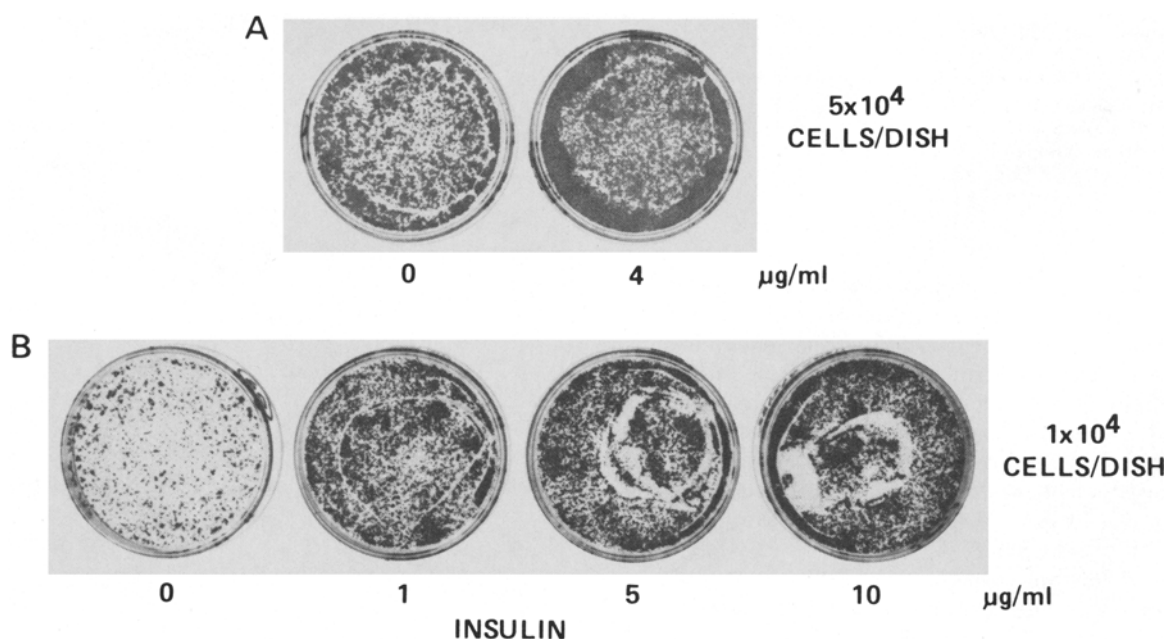 A
5x10⁴
CELLS/DISH
0 4 µg/ml
B
1x10⁴
CELLS/DISH
0 1 5 10 µg/ml
INSULIN